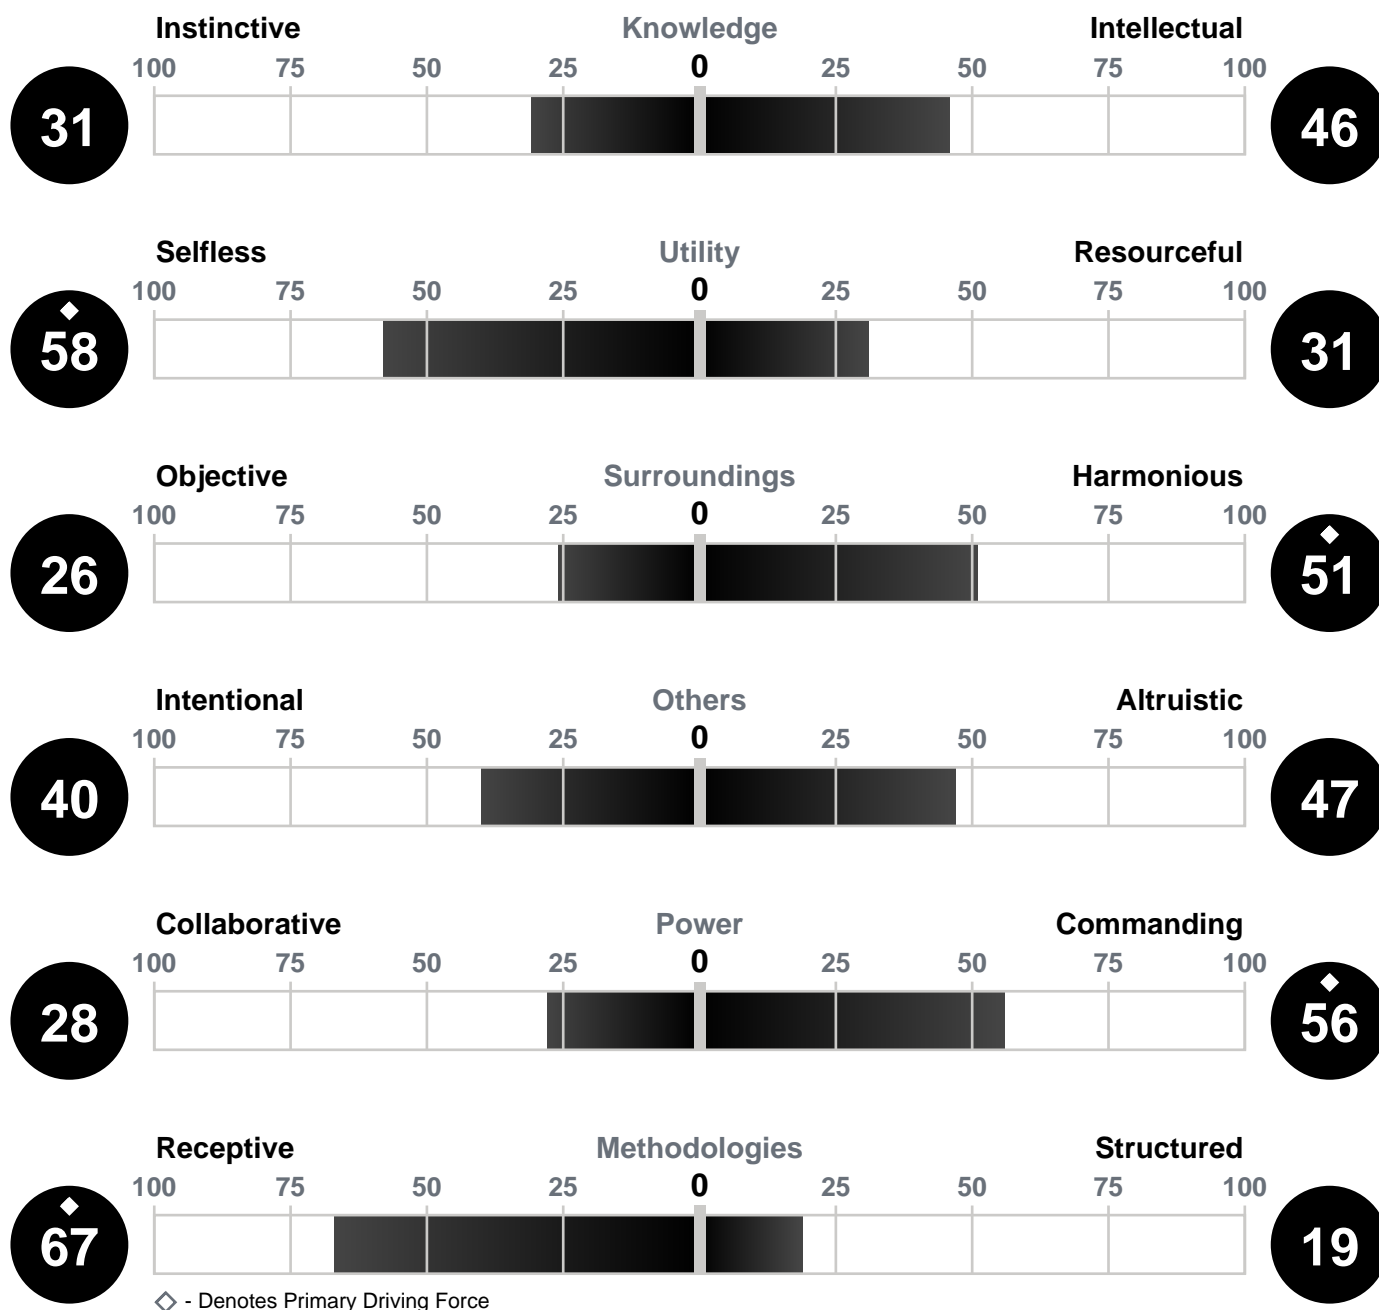 Instinctive Knowledge Intellectual
100 75 50 25 0 25 50 75 100
31 46
Selfless Utility Resourceful
100 75 50 25 0 25 50 75 100
58 31
Objective Surroundings Harmonious
100 75 50 25 0 25 50 75 100
26 51
Intentional Others Altruistic
100 75 50 25 0 25 50 75 100
40 47
Collaborative Power Commanding
100 75 50 25 0 25 50 75 100
28 56
Receptive Methodologies Structured
100 75 50 25 0 25 50 75 100
67 19
- Denotes Primary Driving Force